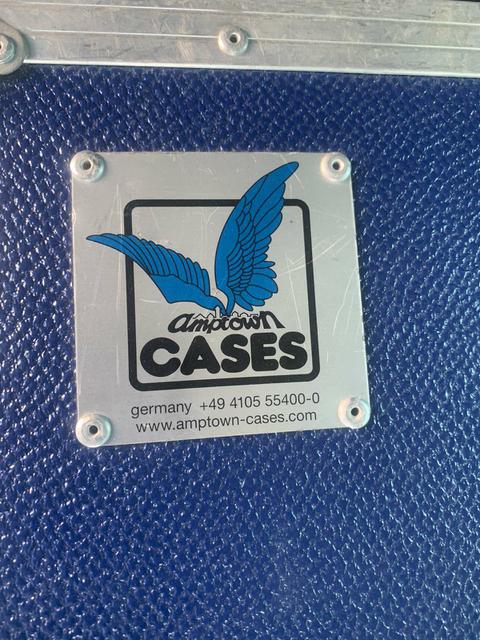 amptown
CASES
germany +49 4105 55400-0
www.amptown-cases.com